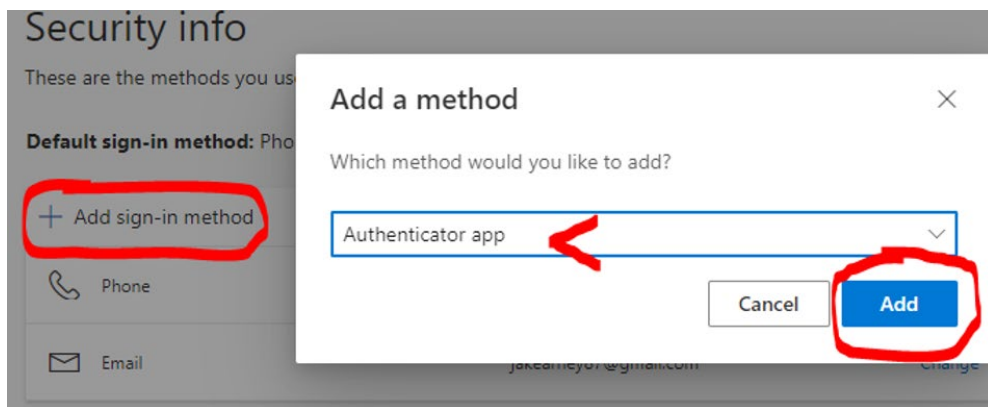 Security info
These are the methods you us
Add a method
Default sign-in method: Pho
Which method would you like to add?
+ Add sign-in method
Authenticator app
Phone
Cancel
Add
Email
Change